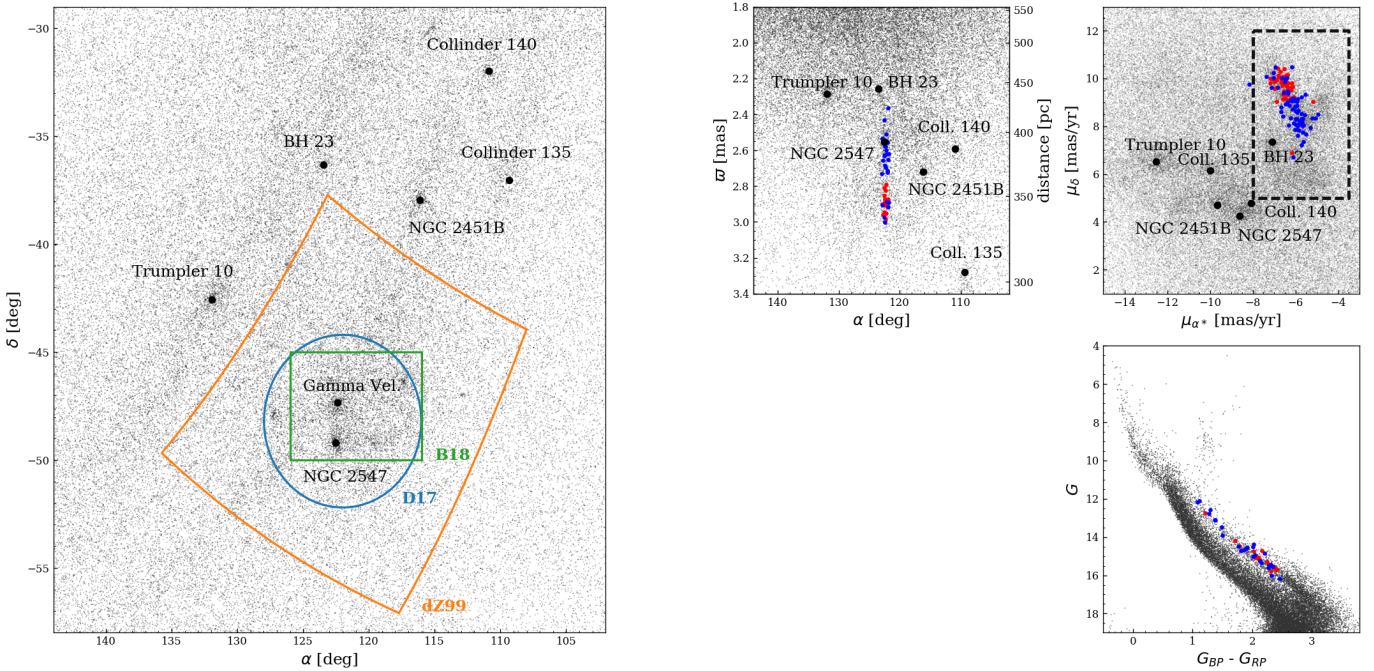 −30
−35
−40
−45
−50
−55
δ [deg]
Collinder 140
BH 23
Collinder 135
NGC 2451B
Trumpler 10
Gamma Vel.
NGC 2547
B18
D17
dZ99
140 135 130 125 120 115 110 105
α [deg]
1.8
2.0
2.2
2.4
2.6
2.8
3.0
3.2
3.4
ϖ [mas]
Trumpler 10 BH 23
Coll. 140
NGC 2547
NGC 2451B
Coll. 135
550
500
450
400
350
300
distance [pc]
140 130 120 110
α [deg]
12
10
8
6
4
2
μδ [mas/yr]
Trumpler 10
Coll. 135
BH 23
NGC 2451B
Coll. 140
NGC 2547
−14 −12 −10 −8 −6 −4
μα* [mas/yr]
4
6
8
10
12
14
16
18
G
0 1 2 3
GBP - GRP